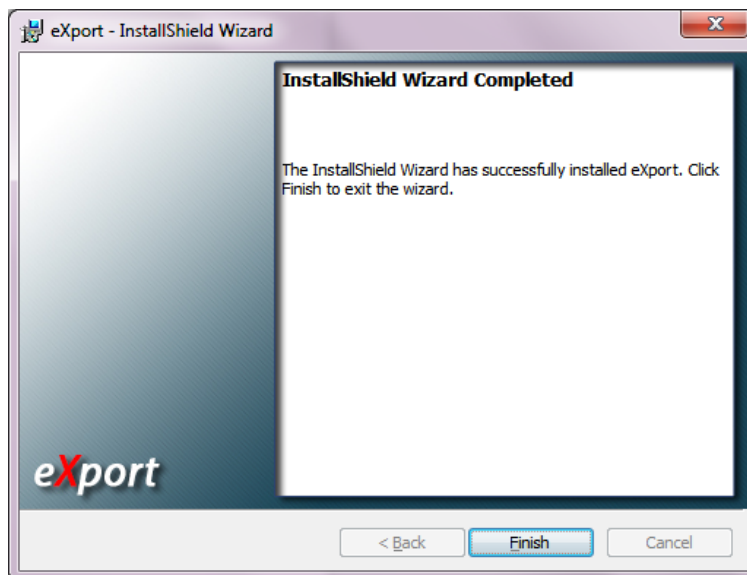 eXport - InstallShield Wizard
InstallShield Wizard Completed
The InstallShield Wizard has successfully installed eXport. Click
Finish to exit the wizard.
eXport
< Back
Finish
Cancel